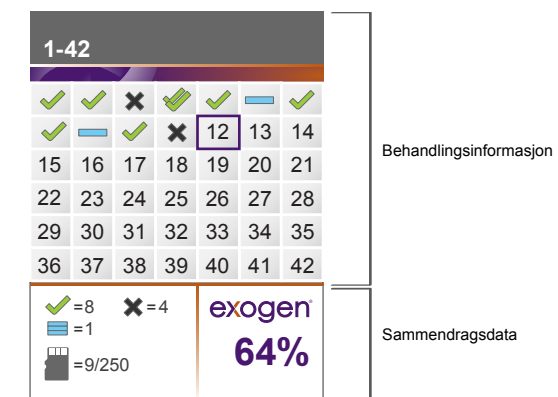 1-42
12 13 14
15 16 17 18 19 20 21
22 23 24 25 26 27 28
29 30 31 32 33 34 35
36 37 38 39 40 41 42
=8 =4
=1
=9/250
exogen
64%
Behandlingsinformasjon
Sammendragsdata